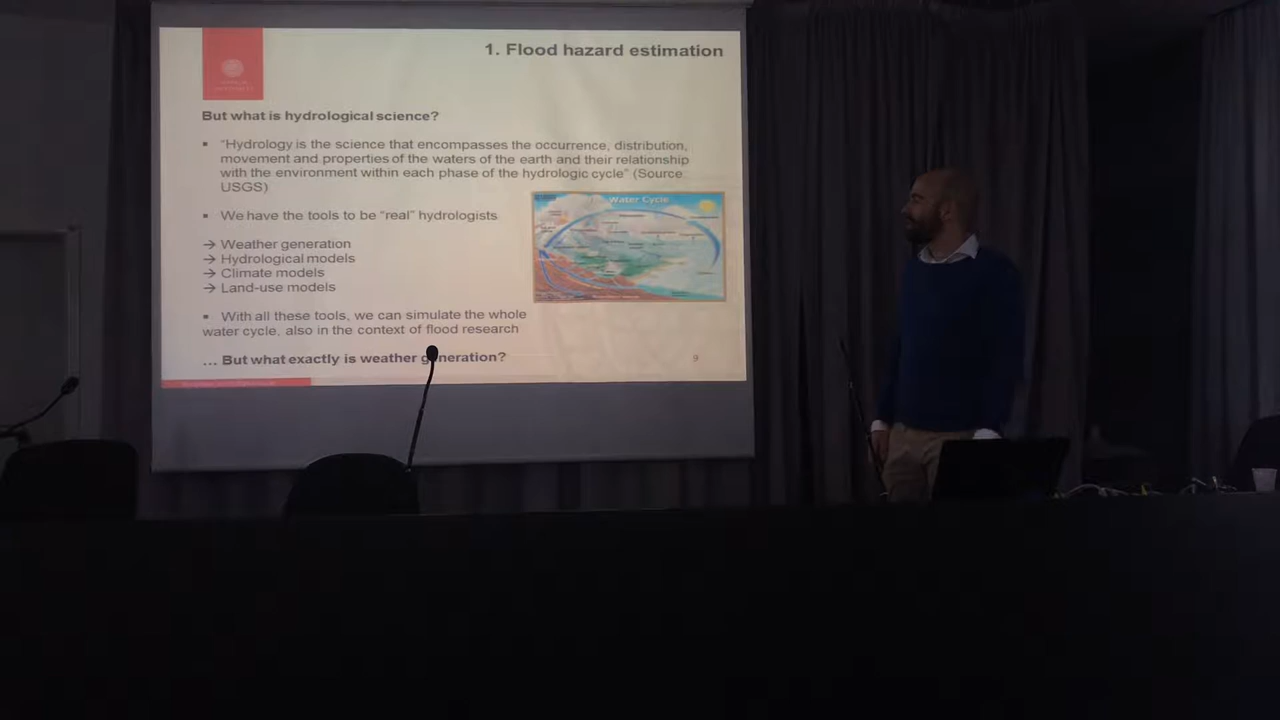 1. Flood hazard estimation
But what is hydrological science?
▪ "Hydrology is the science that encompasses the occurrence, distribution,
movement and properties of the waters of the earth and their relationship
with the environment within each phase of the hydrologic cycle" (Source:
USGS)
▪ We have the tools to be "real" hydrologists
→ Weather generation
→ Hydrological models
→ Climate models
→ Land-use models
Water Cycle
▪ With all these tools, we can simulate the whole
water cycle, also in the context of flood research
... But what exactly is weather generation?
9